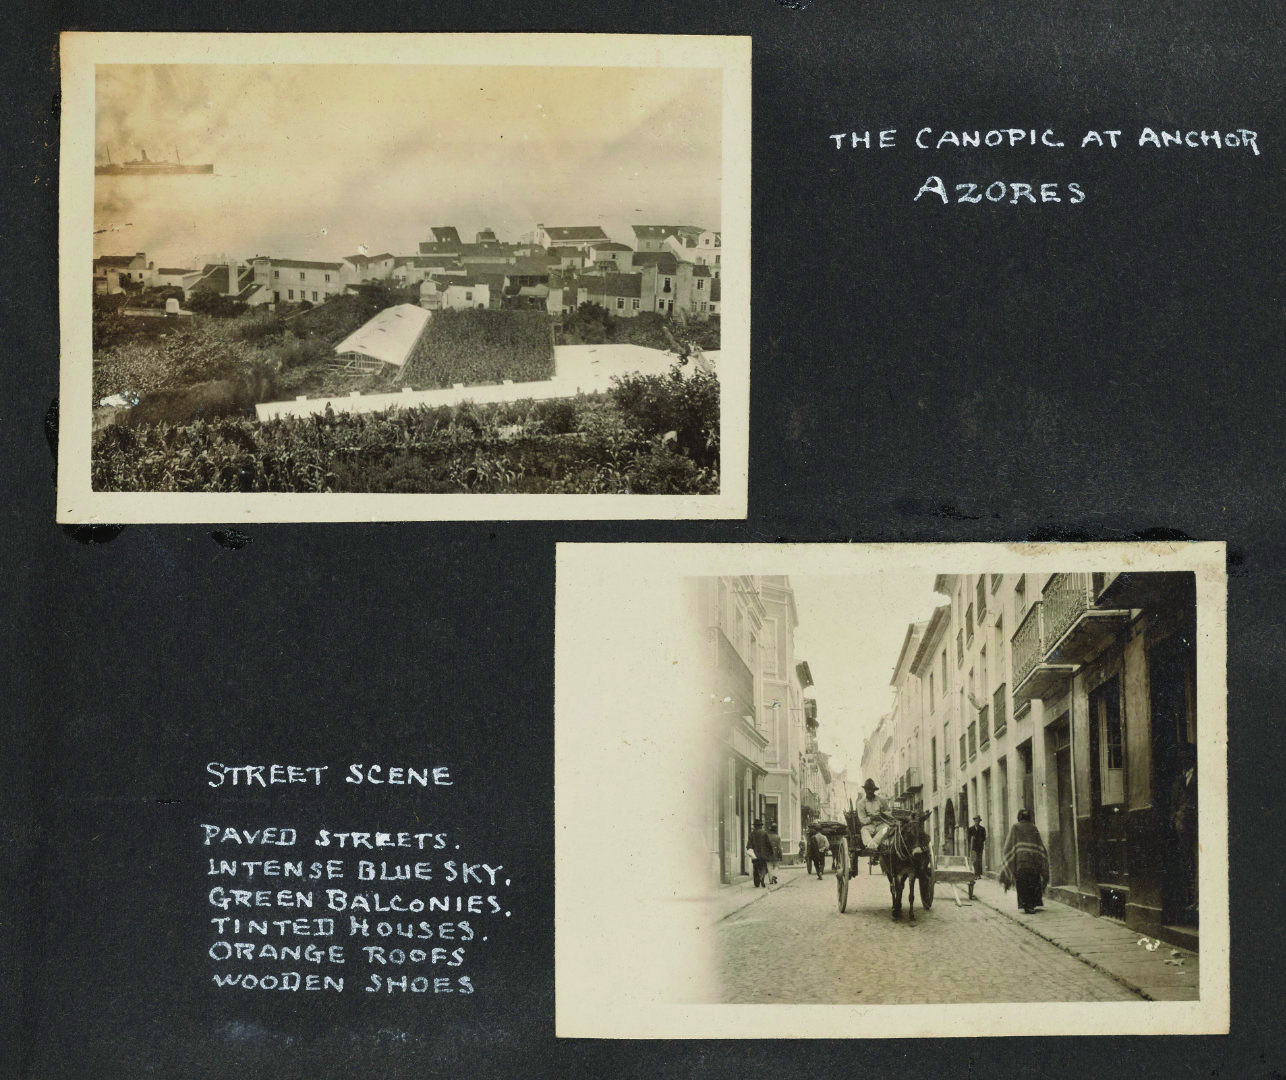 THE CANOPIC AT ANCHOR
AZORES
STREET SCENE
PAVED STREETS.
INTENSE BLUE SKY.
GREEN BALCONIES.
TINTED HOUSES.
ORANGE ROOFS
WOODEN SHOES